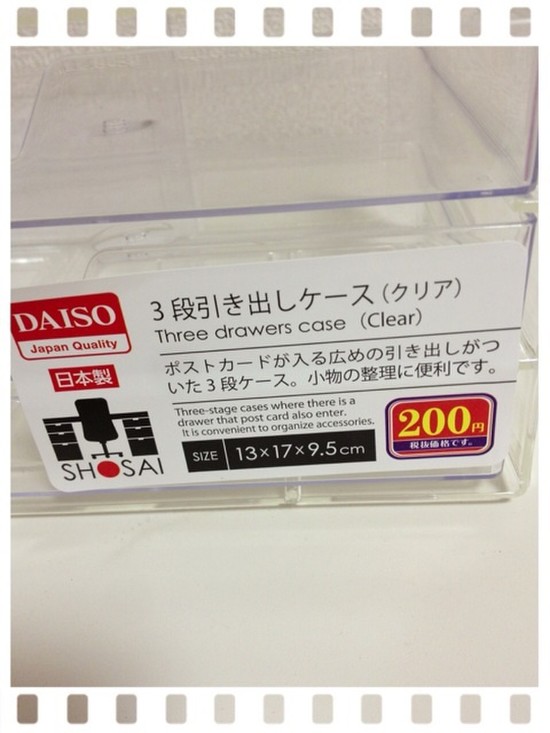 DAISO
Japan Quality
日本製
SHOSAI
3段引き出しケース(クリア)
Three drawers case (Clear)
ポストカードが入る広めの引き出しがつ
いた3段ケース。小物の整理に便利です。
Three-stage cases where there is a
drawer that post card also enter.
It is convenient to organize accessories.
SIZE 13×17×9.5cm
200円
税抜価格です。